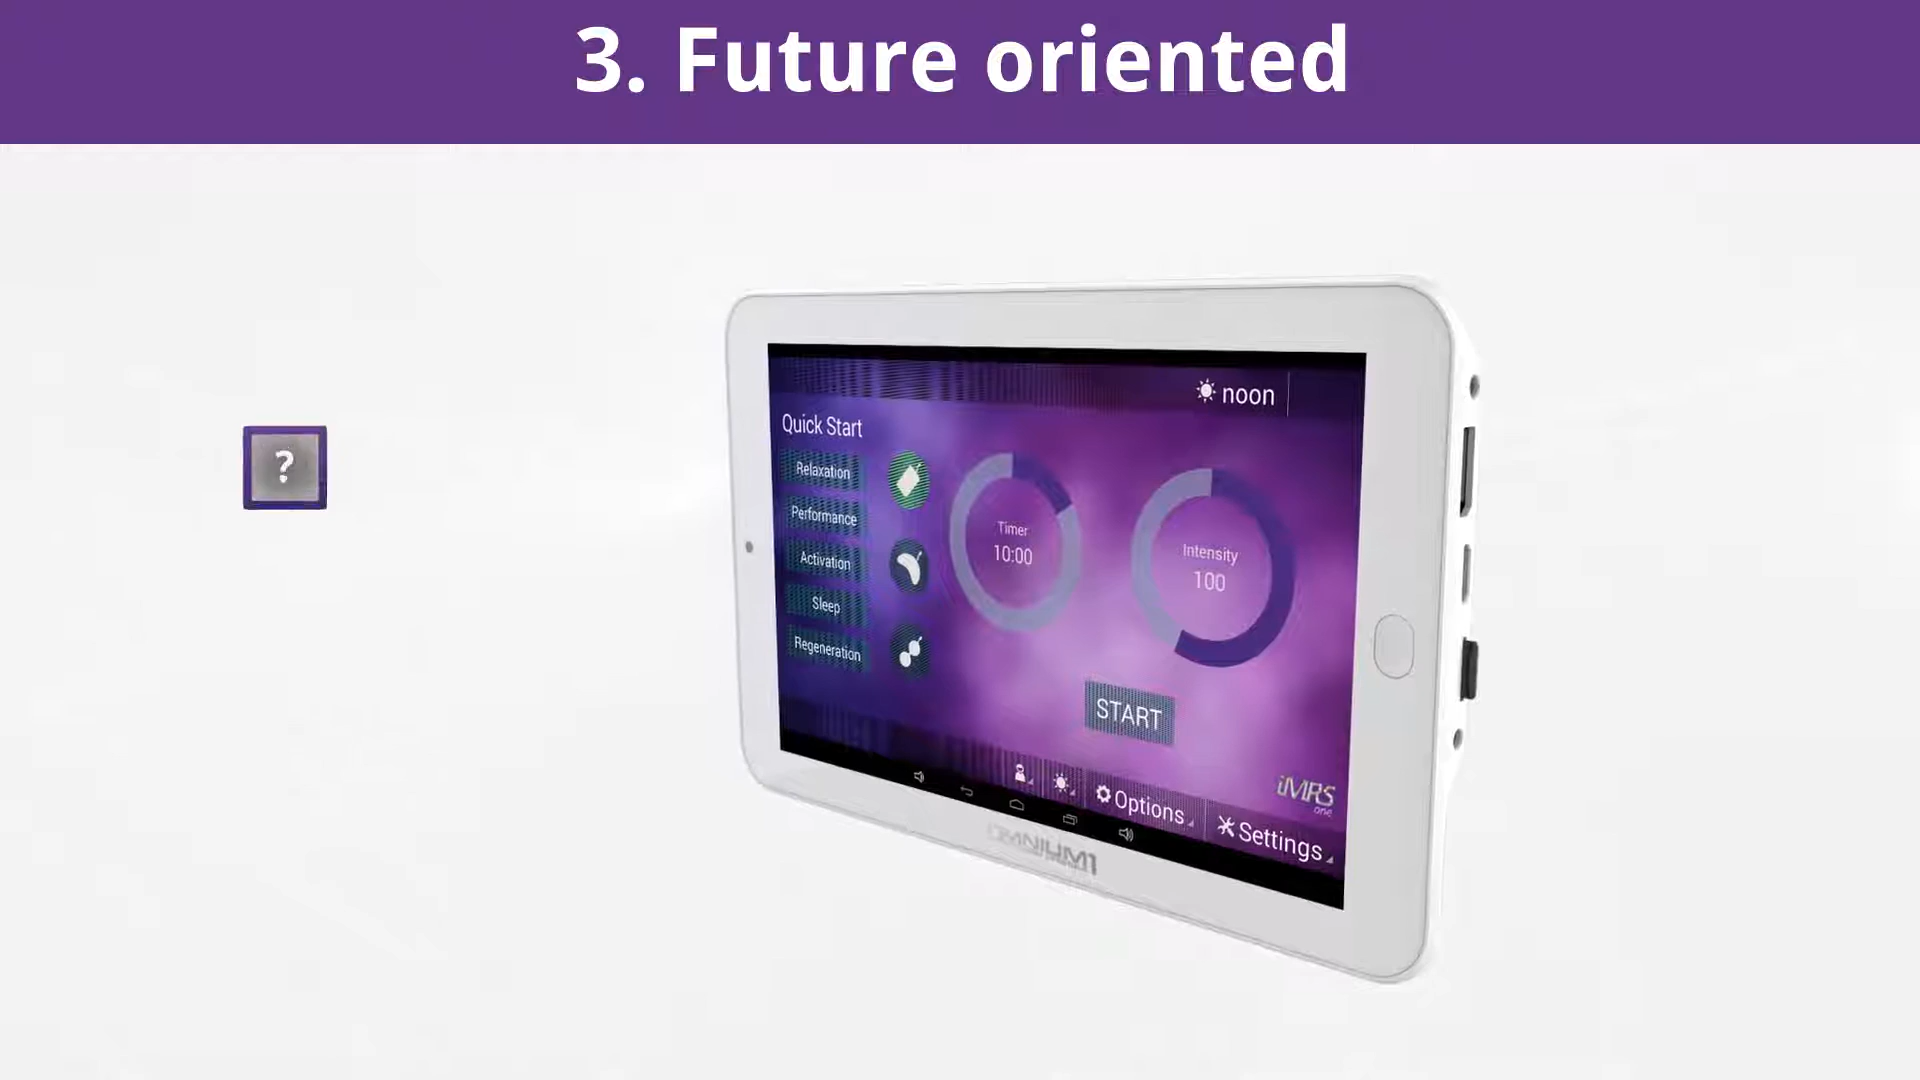 3. Future oriented
?
noon
Quick Start
Relaxation
Performance
Activation
Sleep
Regeneration
Timer
10:00
Intensity
100
START
iMRS
one
Options
Settings
OMNIUM1